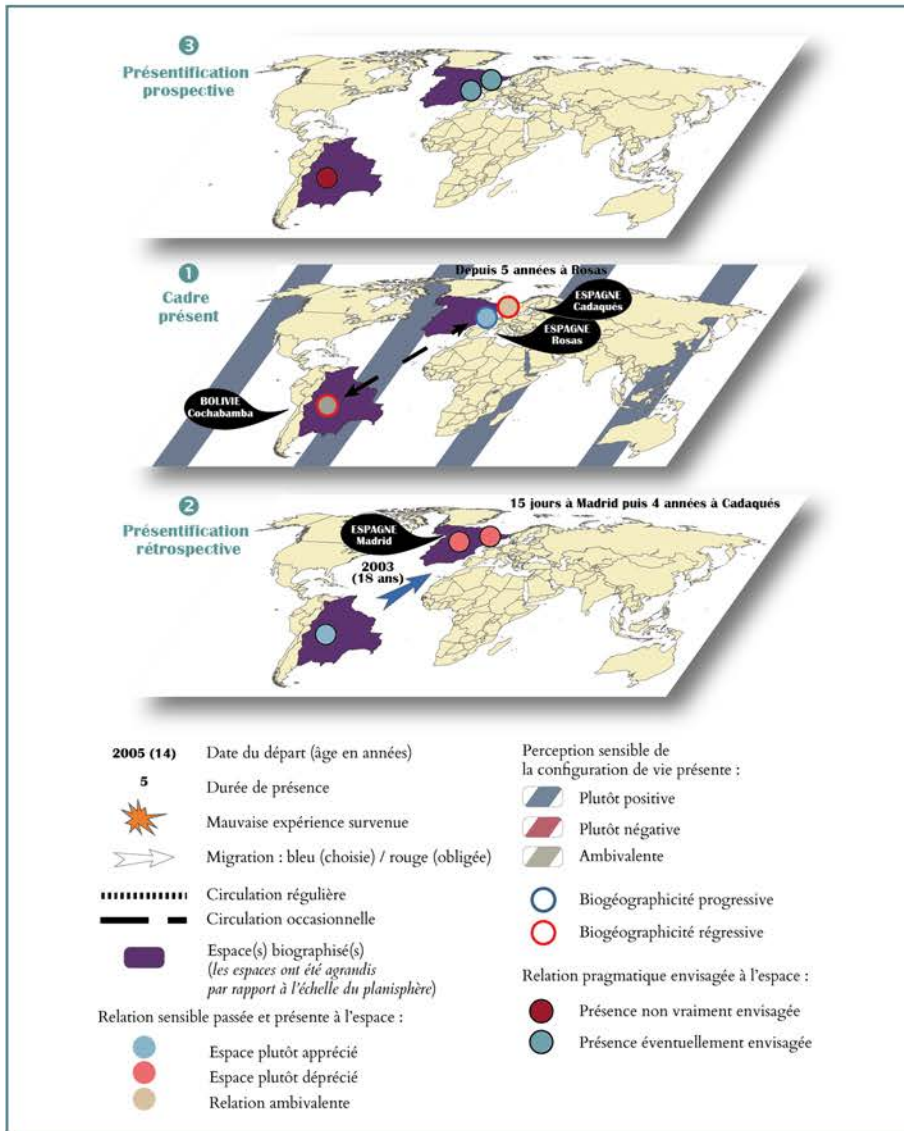 3
Présentification
prospective
1
Cadre
présent
Depuis 5 années à Rosas
ESPAGNE
Cadaqués
ESPAGNE
Rosas
BOLIVIE
Cochabamba
2
Présentification
rétrospective
15 jours à Madrid puis 4 années à Cadaqués
ESPAGNE
Madrid
2003
(18 ans)
2005 (14)
Date du départ (âge en années)
5
Durée de présence
Mauvaise expérience survenue
Migration : bleu (choisie) / rouge (obligée)
Circulation régulière
Circulation occasionnelle
Espace(s) biographisé(s)
(les espaces ont été agrandis
par rapport à l'échelle du planisphère)
Relation sensible passée et présente à l'espace :
Espace plutôt apprécié
Espace plutôt déprécié
Relation ambivalente
Perception sensible de
la configuration de vie présente :
Plutôt positive
Plutôt négative
Ambivalente
Biogéographicité progressive
Biogéographicité régressive
Relation pragmatique envisagée à l'espace :
Présence non vraiment envisagée
Présence éventuellement envisagée